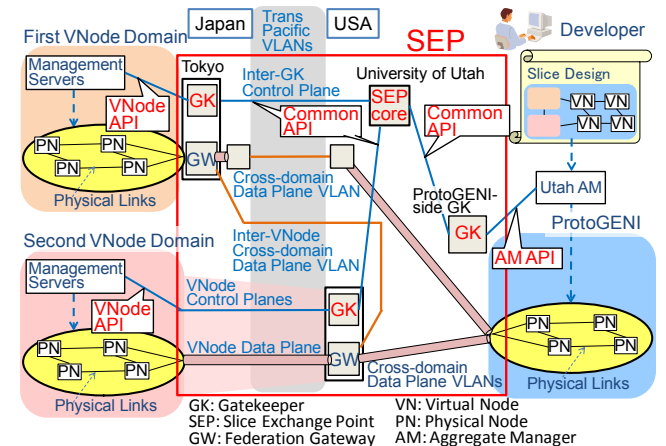 Japan
Trans
Pacific
VLANs
USA
SEP
Developer
First VNode Domain
Management
Servers
VNode
API
Tokyo
GK
Inter-GK
Control Plane
Common
API
University of Utah
SEP
core
Common
API
Slice Design
VN
VN
VN
VN
PN
PN
PN
PN
Physical Links
GW
Cross-domain
Data Plane VLAN
ProtoGENI-
side GK
GK
Utah AM
ProtoGENI
AM API
Second VNode Domain
Management
Servers
VNode
API
Inter-VNode
Cross-domain
Data Plane VLAN
VNode
Control Planes
GK
VNode Data Plane
GW
Cross-domain
Data Plane VLANs
PN
PN
PN
PN
Physical Links
PN
PN
PN
PN
Physical Links
GK: Gatekeeper
VN: Virtual Node
SEP: Slice Exchange Point
PN: Physical Node
GW: Federation Gateway
AM: Aggregate Manager